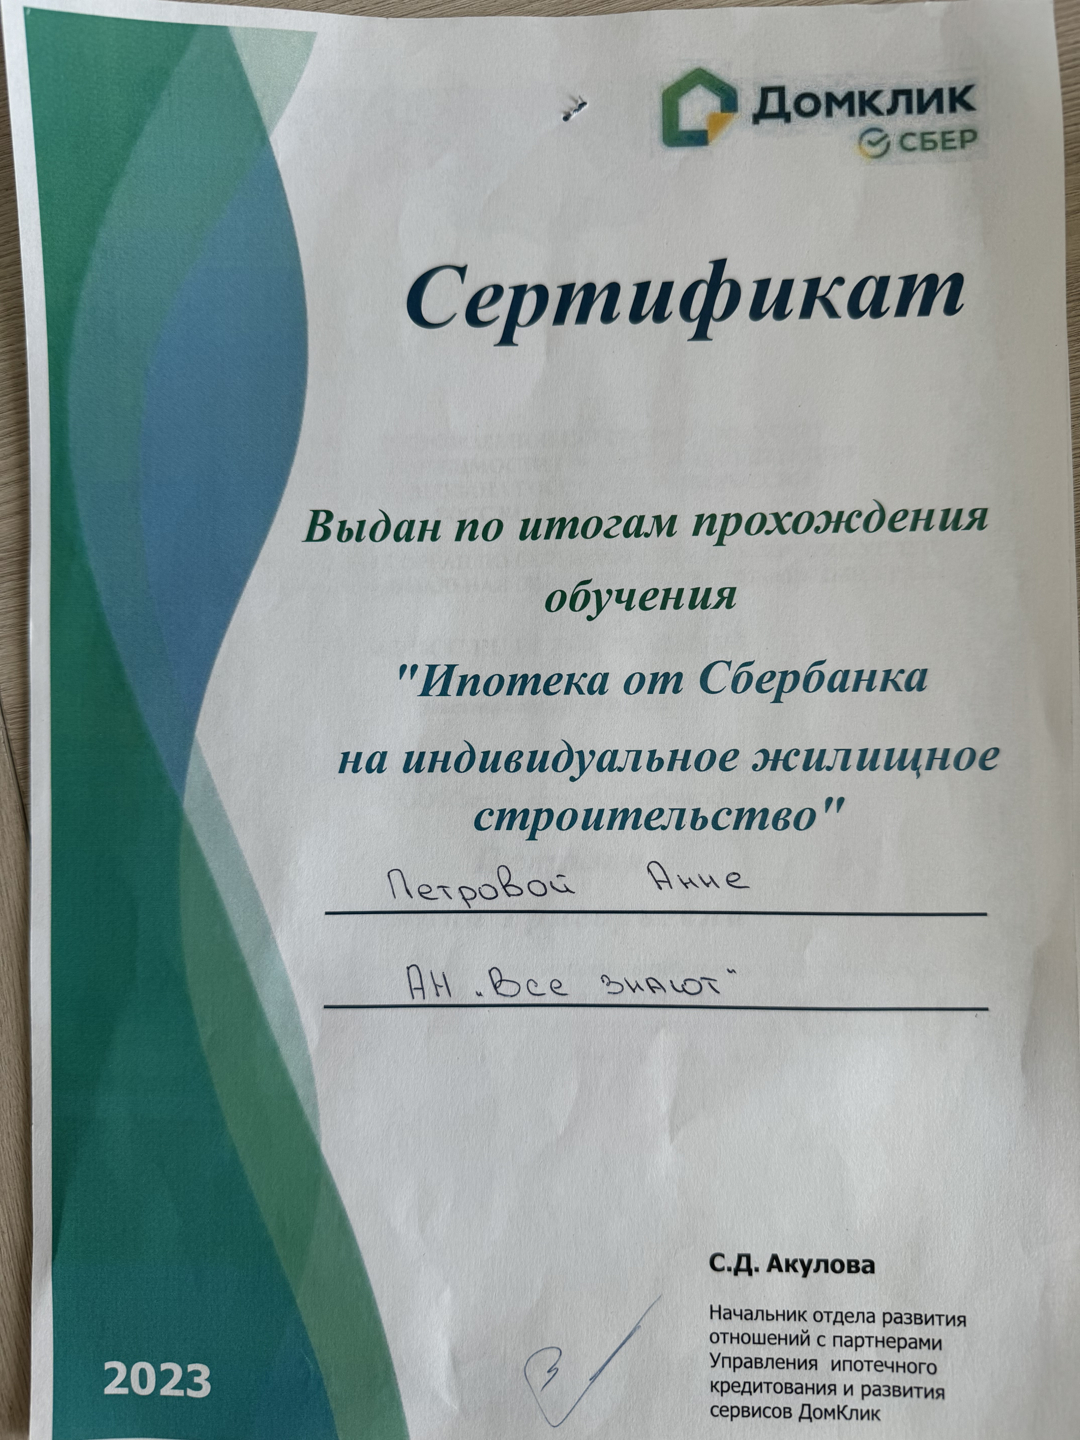 Домклик
СБЕР
Сертификат
Выдан по итогам прохождения
обучения
"Ипотека от Сбербанка
на индивидуальное жилищное
строительство"
Петровой Анне
АН „Все знают"
С.Д. Акулова
Начальник отдела развития
отношений с партнерами
Управления ипотечного
кредитования и развития
сервисов ДомКлик
2023